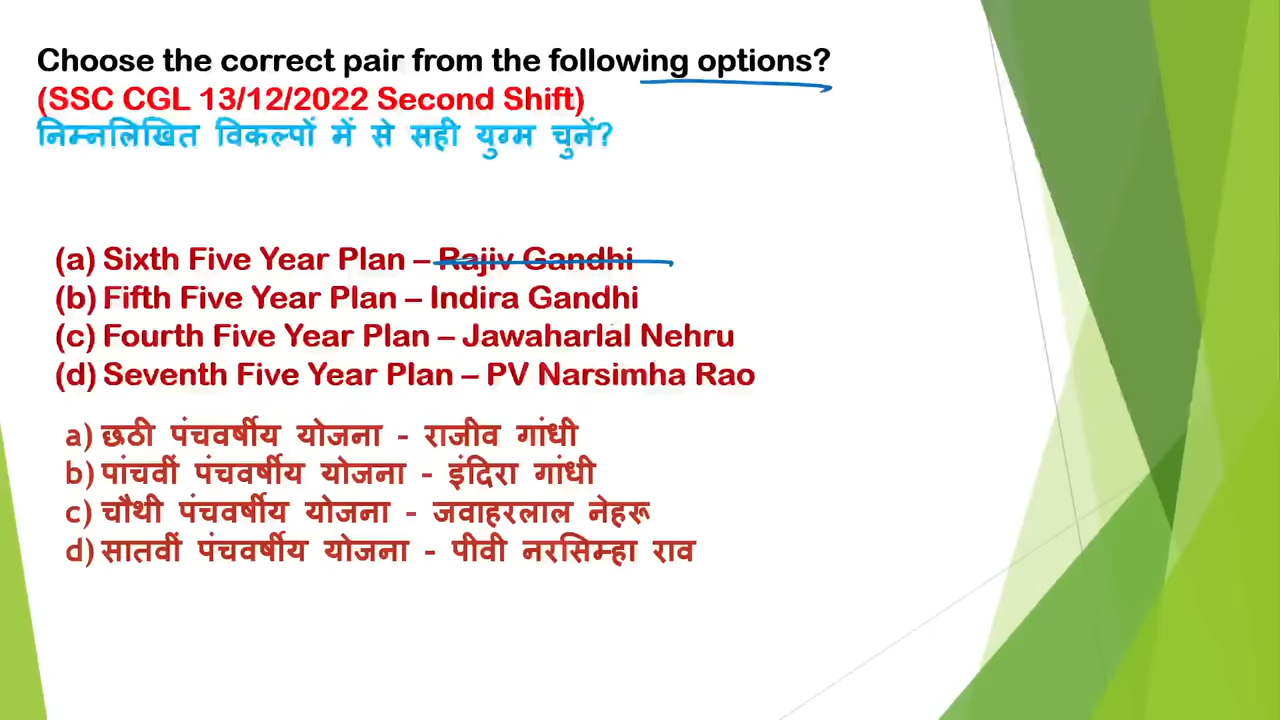 Choose the correct pair from the following options?
(SSC CGL 13/12/2022 Second Shift)
निम्नलिखित विकल्पों में से सही युग्म चुनें?
(a) Sixth Five Year Plan – Rajiv Gandhi
(b) Fifth Five Year Plan – Indira Gandhi
(c) Fourth Five Year Plan – Jawaharlal Nehru
(d) Seventh Five Year Plan – PV Narsimha Rao
a) छठी पंचवर्षीय योजना - राजीव गांधी
b) पांचवीं पंचवर्षीय योजना - इंदिरा गांधी
c) चौथी पंचवर्षीय योजना - जवाहरलाल नेहरू
d) सातवीं पंचवर्षीय योजना - पीवी नरसिम्हा राव